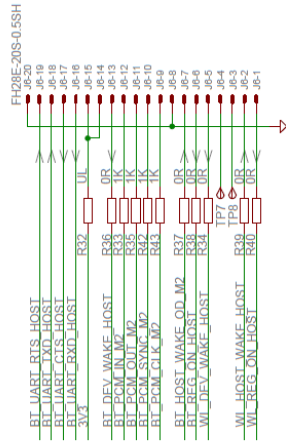 FH28E-20S-0.5SH
J6-20
J6-19
J6-18
J6-17
J6-16
J6-15
J6-14
J6-13
J6-12
J6-11
J6-10
J6-9
J6-8
J6-7
J6-6
J6-5
J6-4
J6-3
J6-2
J6-1
UL
0R
1K
1K
1K
1K
0R
0R
0R
TP7
TP8
0R
0R
R32
R36
R33
R35
R42
R43
R37
R38
R34
R39
R40
BT_UART_RTS_HOST
BT_UART_TXD_HOST
BT_UART_CTS_HOST
BT_UART_RXD_HOST
3V3
BT_DEV_WAKE_HOST
BT_PCM_IN_M2
BT_PCM_OUT_M2
BT_PCM_SYNC_M2
BT_PCM_CLK_M2
BT_HOST_WAKE_OD_M2
BT_REG_ON_HOST
WI_DEV_WAKE_HOST
WI_HOST_WAKE_HOST
WI_REG_ON_HOST